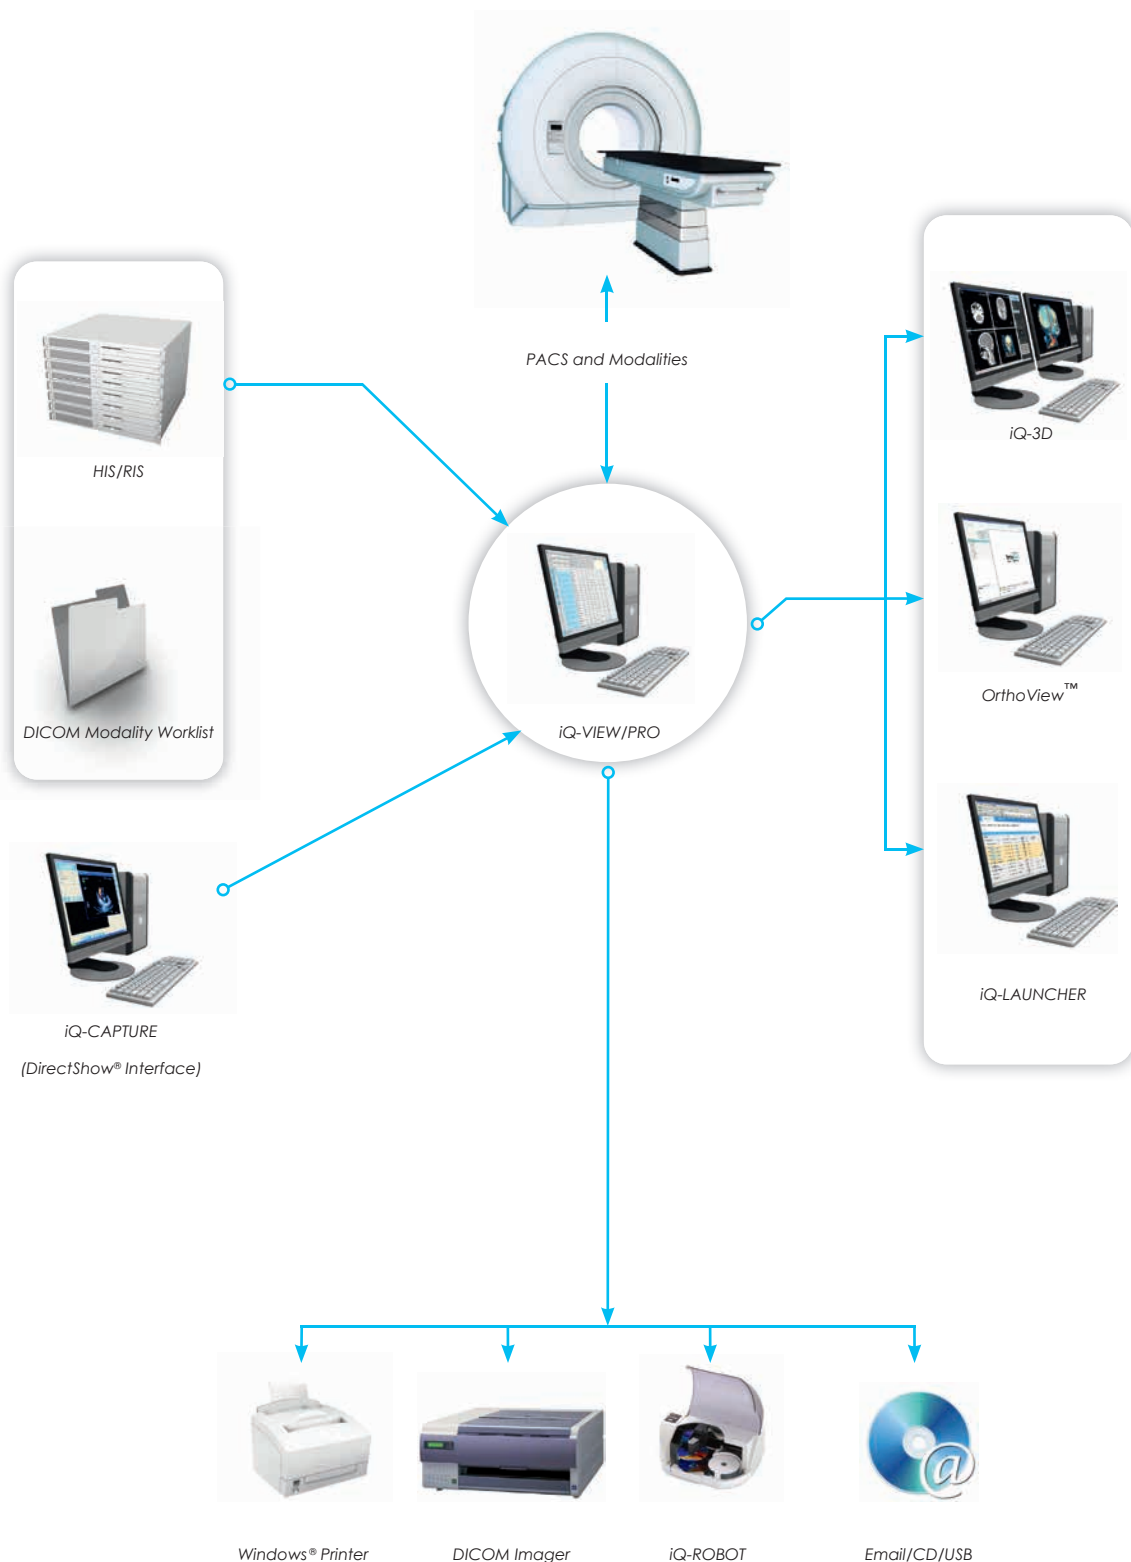 PACS and Modalities
iQ-3D
HIS/RIS
OrthoView™
DICOM Modality Worklist
iQ-VIEW/PRO
iQ-LAUNCHER
iQ-CAPTURE
(DirectShow® Interface)
Windows® Printer
DICOM Imager
iQ-ROBOT
Email/CD/USB